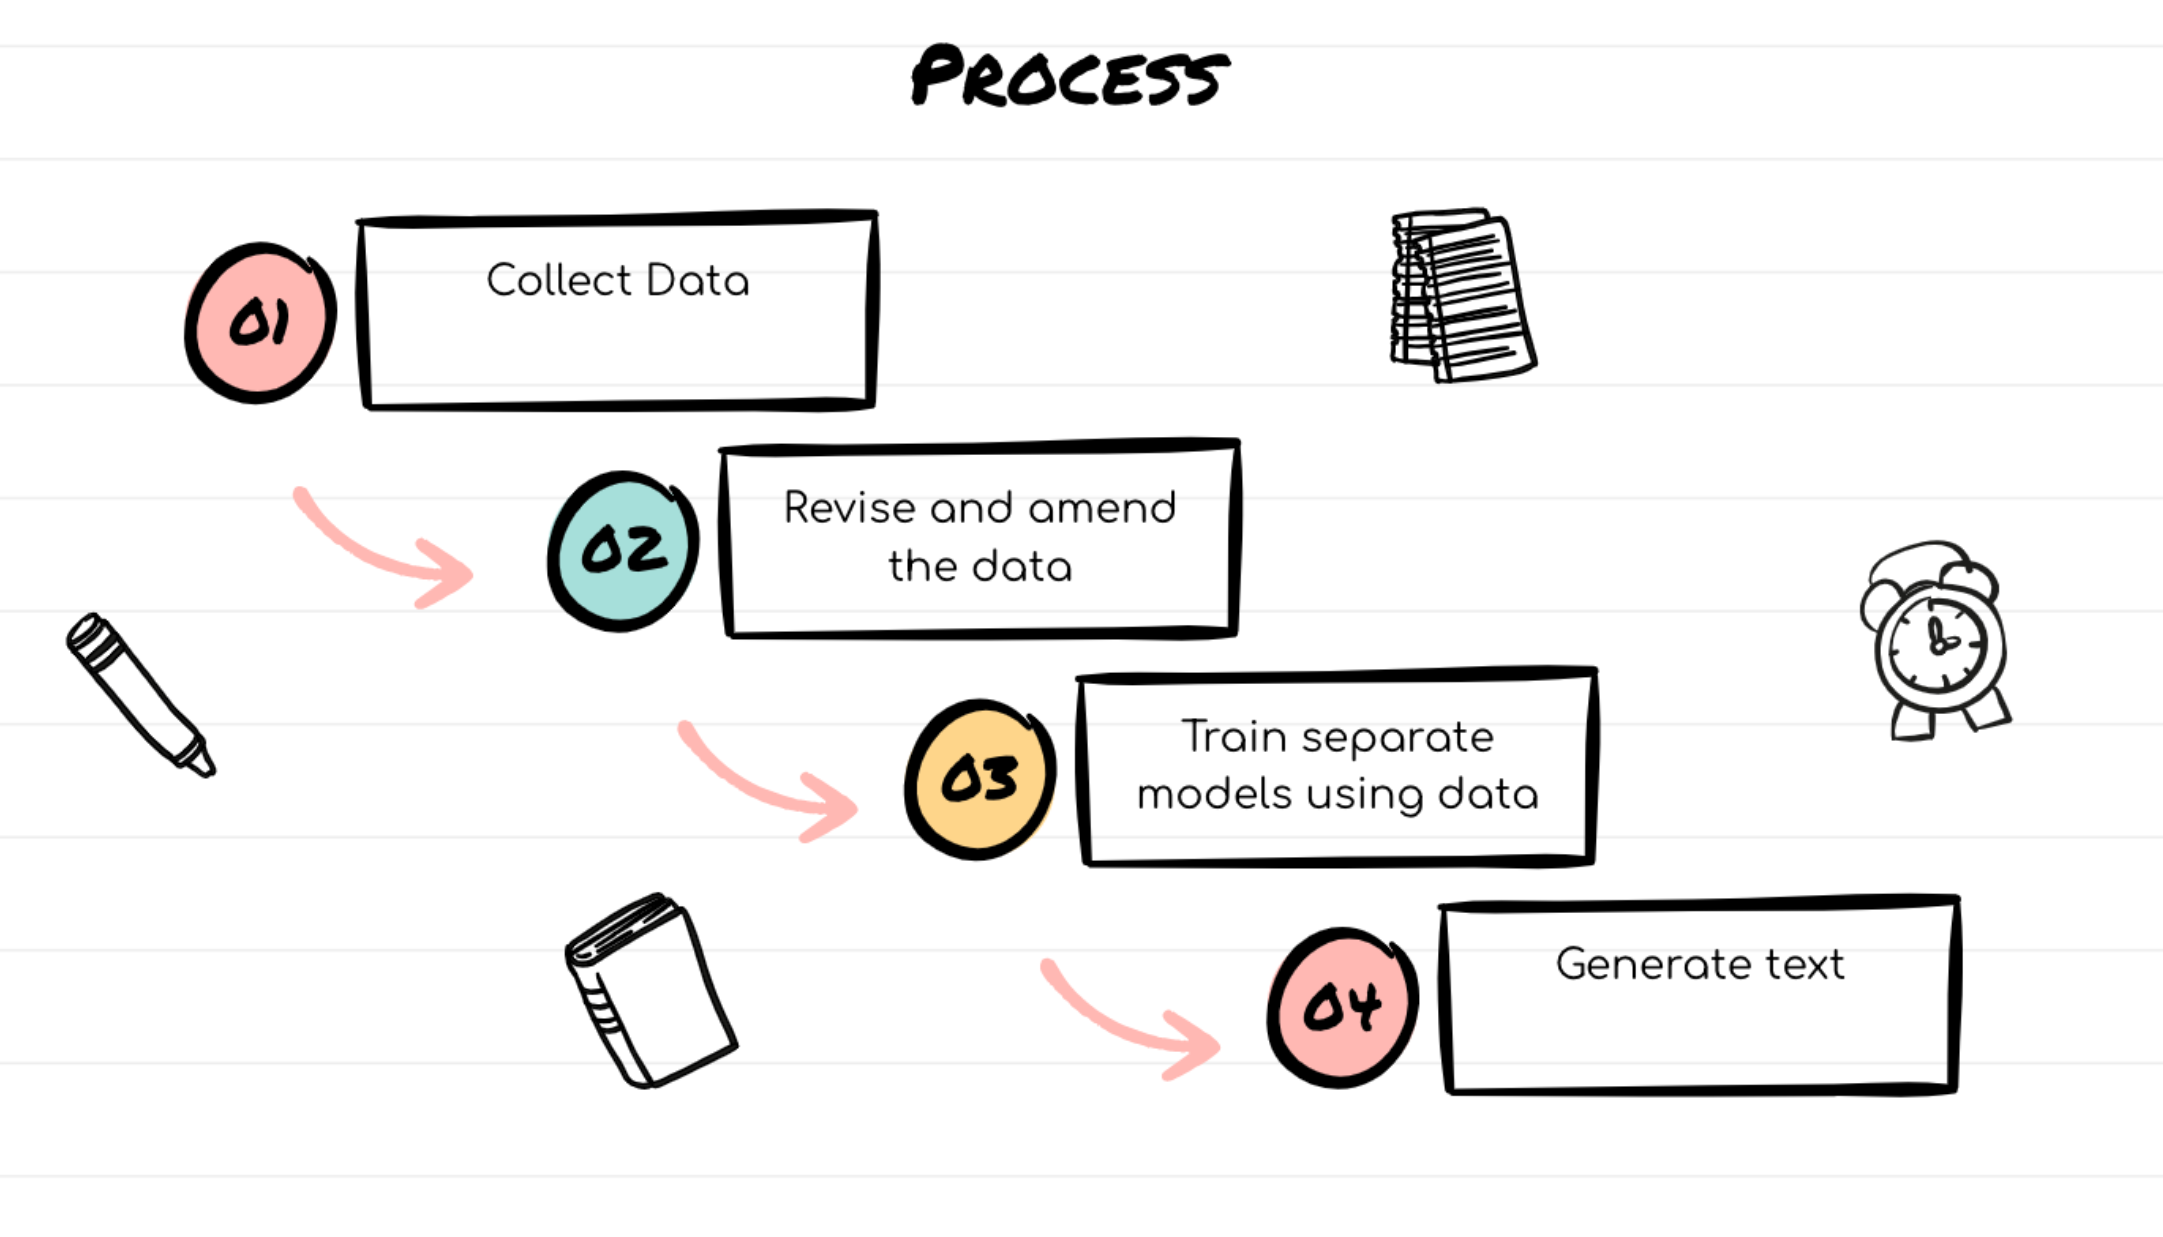 PROCESS
01
Collect Data
02
Revise and amend
the data
03
Train separate
models using data
04
Generate text